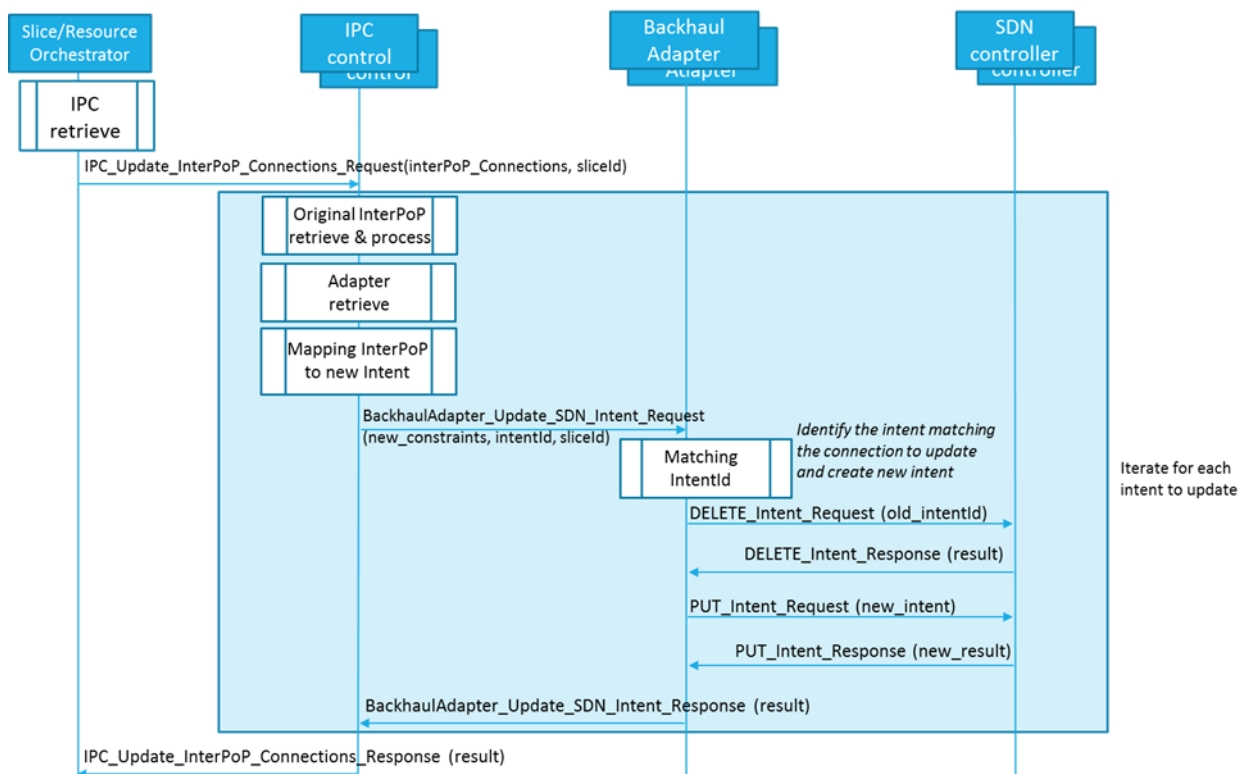 Slice/Resource
Orchestrator
IPC
control
control
Backhaul
Adapter
Adapter
SDN
controller
controller
IPC
retrieve
IPC_Update_InterPoP_Connections_Request(interPoP_Connections, sliceId)
Original InterPoP
retrieve & process
Adapter
retrieve
Mapping InterPoP
to new Intent
BackhaulAdapter_Update_SDN_Intent_Request
(new_constraints, intentId, sliceId)
Matching
IntentId
Identify the intent matching
the connection to update
and create new intent
Iterate for each
intent to update
DELETE_Intent_Request (old_intentId)
DELETE_Intent_Response (result)
PUT_Intent_Request (new_intent)
PUT_Intent_Response (new_result)
BackhaulAdapter_Update_SDN_Intent_Response (result)
IPC_Update_InterPoP_Connections_Response (result)